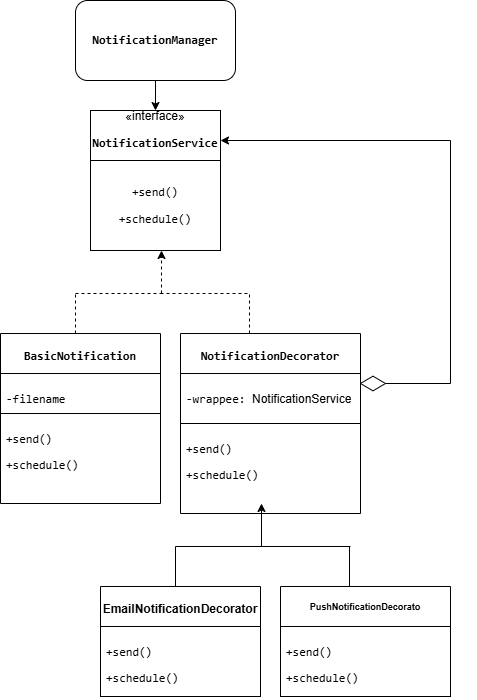 NotificationManager
«interface»
NotificationService
+send()
+schedule()
BasicNotification
-filename
+send()
+schedule()
NotificationDecorator
-wrappee: NotificationService
+send()
+schedule()
EmailNotificationDecorator
+send()
+schedule()
PushNotificationDecorato
+send()
+schedule()